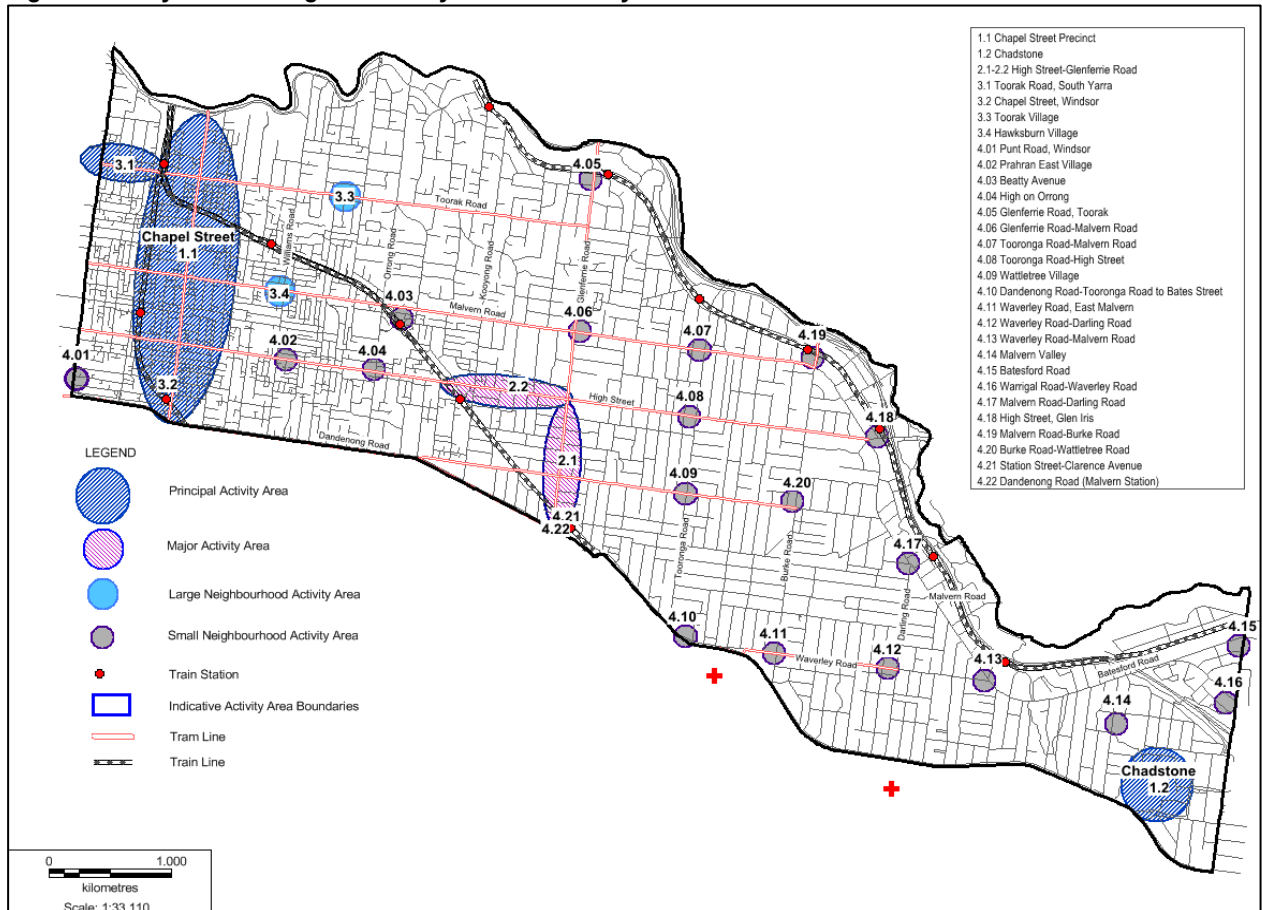 1.1 Chapel Street Precinct
1.2 Chadstone
2.1-2.2 High Street-Glenferrie Road
3.1 Toorak Road, South Yarra
3.2 Chapel Street, Windsor
3.3 Toorak Village
3.4 Hawksburn Village
4.01 Punt Road, Windsor
4.02 Prahran East Village
4.03 Beatty Avenue
4.04 High on Orrong
4.05 Glenferrie Road, Toorak
4.06 Glenferrie Road-Malvern Road
4.07 Tooronga Road-Malvern Road
4.08 Tooronga Road-High Street
4.09 Wattletree Village
4.10 Dandenong Road-Tooronga Road to Bates Street
4.11 Waverley Road, East Malvern
4.12 Waverley Road-Darling Road
4.13 Waverley Road-Malvern Road
4.14 Malvern Valley
4.15 Batesford Road
4.16 Warrigal Road-Waverley Road
4.17 Malvern Road-Darling Road
4.18 High Street, Glen Iris
4.19 Malvern Road-Burke Road
4.20 Burke Road-Wattletree Road
4.21 Station Street-Clarence Avenue
4.22 Dandenong Road (Malvern Station)
3.1
4.05
3.3
Toorak Road
Williams Road
Orrong Road
Kooyong Road
Glenferrie Road
Chapel Street
1.1
3.4
4.03
Malvern Road
4.06
4.07
4.19
4.01
4.02
4.04
3.2
2.2
High Street
4.08
4.18
Dandenong Road
2.1
4.09
4.20
4.21
4.22
Tooronga Road
Burke Road
4.17
Darling Road
Malvern Road
4.10
4.11
Waverley Road
4.12
4.13
Batesford Road
4.15
4.16
4.14
Chadstone
1.2
LEGEND
Principal Activity Area
Major Activity Area
Large Neighbourhood Activity Area
Small Neighbourhood Activity Area
Train Station
Indicative Activity Area Boundaries
Tram Line
Train Line
0 1.000
kilometres
Scale: 1:33,110